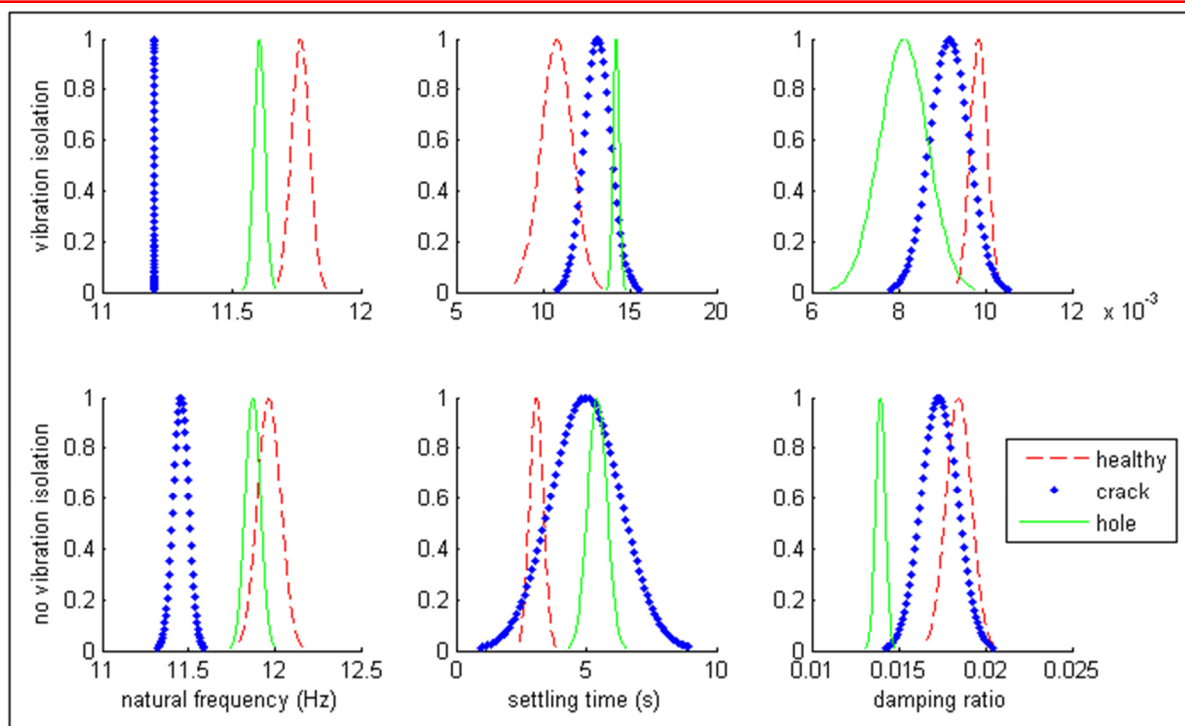 vibration isolation
1
0.8
0.6
0.4
0.2
0
11 11.5 12
1
0.8
0.6
0.4
0.2
0
5 10 15 20
1
0.8
0.6
0.4
0.2
0
6 8 10 12
x 10-3
no vibration isolation
1
0.8
0.6
0.4
0.2
0
11 11.5 12 12.5
natural frequency (Hz)
1
0.8
0.6
0.4
0.2
0
0 5 10
settling time (s)
1
0.8
0.6
0.4
0.2
0
0.01 0.015 0.02 0.025
damping ratio
healthy
crack
hole